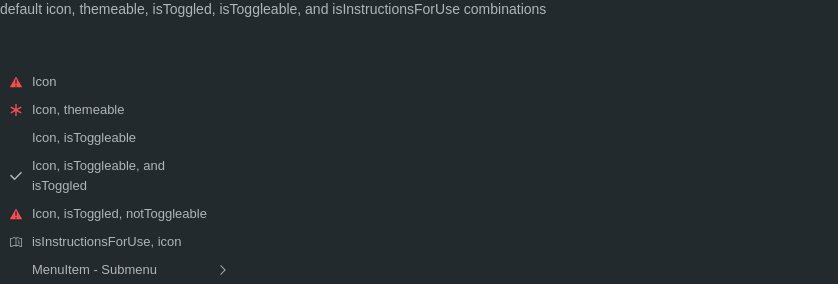 default icon, themeable, isToggled, isToggleable, and isInstructionsForUse combinations
Icon
Icon, themeable
Icon, isToggleable
Icon, isToggleable, and
isToggled
Icon, isToggled, notToggleable
isInstructionsForUse, icon
MenuItem - Submenu